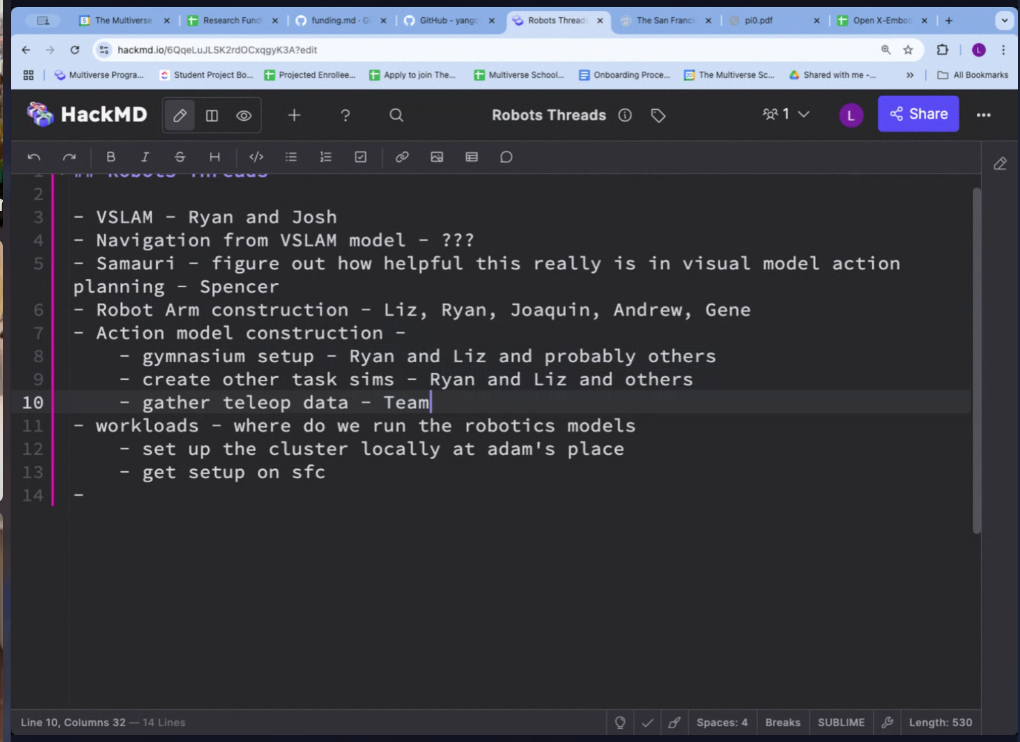 The Multiverse
Research Fund
funding.md - G
GitHub - yang
Robots Thread
The San Franc
pi0.pdf
Open X-Embod
hackmd.io/6QqeLuJLSK2rdOCxqgyK3A?edit
Multiverse Progra...
Student Project Bo...
Projected Enrollee...
Apply to join The...
Multiverse School...
Onboarding Proce...
The Multiverse Sc...
Shared with me -...
All Bookmarks
HackMD
Robots Threads
1
L
Share
1 ## Robots Threads
2
3 - VSLAM - Ryan and Josh
4 - Navigation from VSLAM model - ???
5 - Samauri - figure out how helpful this really is in visual model action
planning - Spencer
6 - Robot Arm construction - Liz, Ryan, Joaquin, Andrew, Gene
7 - Action model construction -
8 - gymnasium setup - Ryan and Liz and probably others
9 - create other task sims - Ryan and Liz and others
10 - gather teleop data - Team
11 - workloads - where do we run the robotics models
12 - set up the cluster locally at adam's place
13 - get setup on sfc
14 -
Line 10, Columns 32 — 14 Lines
Spaces: 4
Breaks
SUBLIME
Length: 530